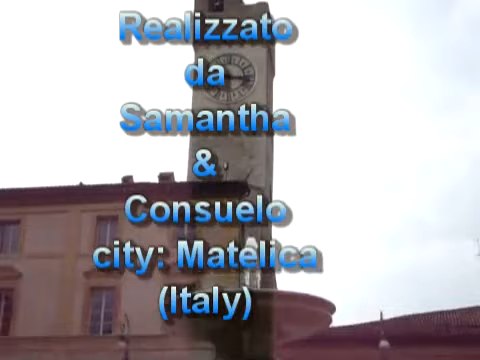 Realizzato
da
Samantha
&
Consuelo
city: Matelica
(Italy)